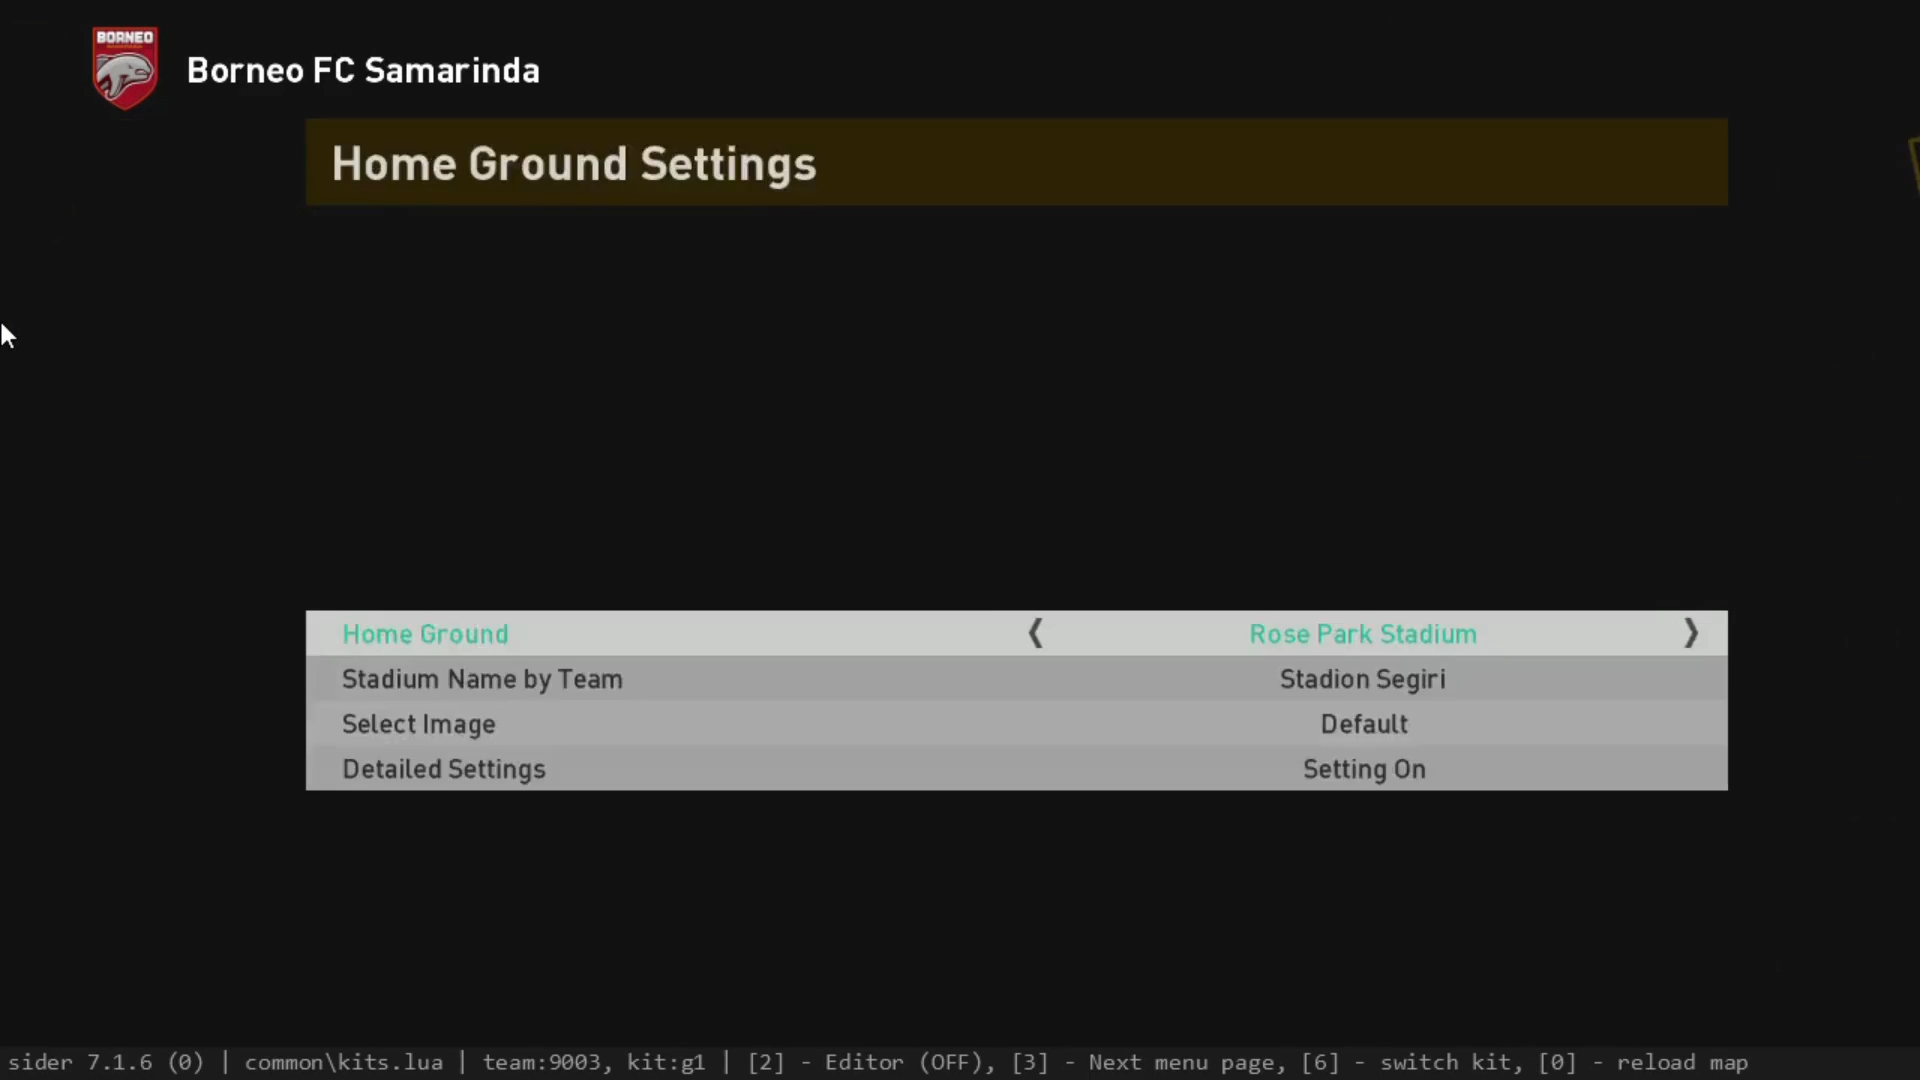 BORNEO
Borneo FC Samarinda
Home Ground Settings
Home Ground ❬ Rose Park Stadium ❭
Stadium Name by Team Stadion Segiri
Select Image Default
Detailed Settings Setting On
sider 7.1.6 (0) | common\kits.lua | team:9003, kit:g1 | [2] - Editor (OFF), [3] - Next menu page, [6] - switch kit, [0] - reload map